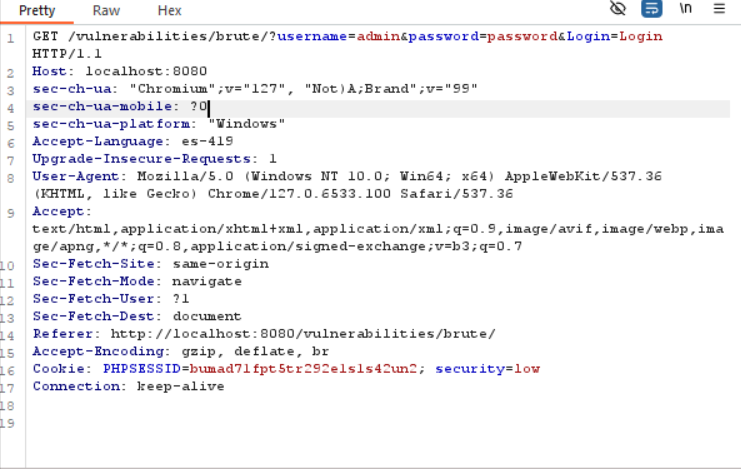 Pretty Raw Hex \n
1 GET /vulnerabilities/brute/?username=admin&password=password&Login=Login
HTTP/1.1
2 Host: localhost:8080
3 sec-ch-ua: "Chromium";v="127", "Not)A;Brand";v="99"
4 sec-ch-ua-mobile: ?0
5 sec-ch-ua-platform: "Windows"
6 Accept-Language: es-419
7 Upgrade-Insecure-Requests: 1
8 User-Agent: Mozilla/5.0 (Windows NT 10.0; Win64; x64) AppleWebKit/537.36
(KHTML, like Gecko) Chrome/127.0.6533.100 Safari/537.36
9 Accept:
text/html,application/xhtml+xml,application/xml;q=0.9,image/avif,image/webp,ima
ge/apng,*/*;q=0.8,application/signed-exchange;v=b3;q=0.7
10 Sec-Fetch-Site: same-origin
11 Sec-Fetch-Mode: navigate
12 Sec-Fetch-User: ?1
13 Sec-Fetch-Dest: document
14 Referer: http://localhost:8080/vulnerabilities/brute/
15 Accept-Encoding: gzip, deflate, br
16 Cookie: PHPSESSID=bumad71fpt5tr292els1s42un2; security=low
17 Connection: keep-alive
18
19